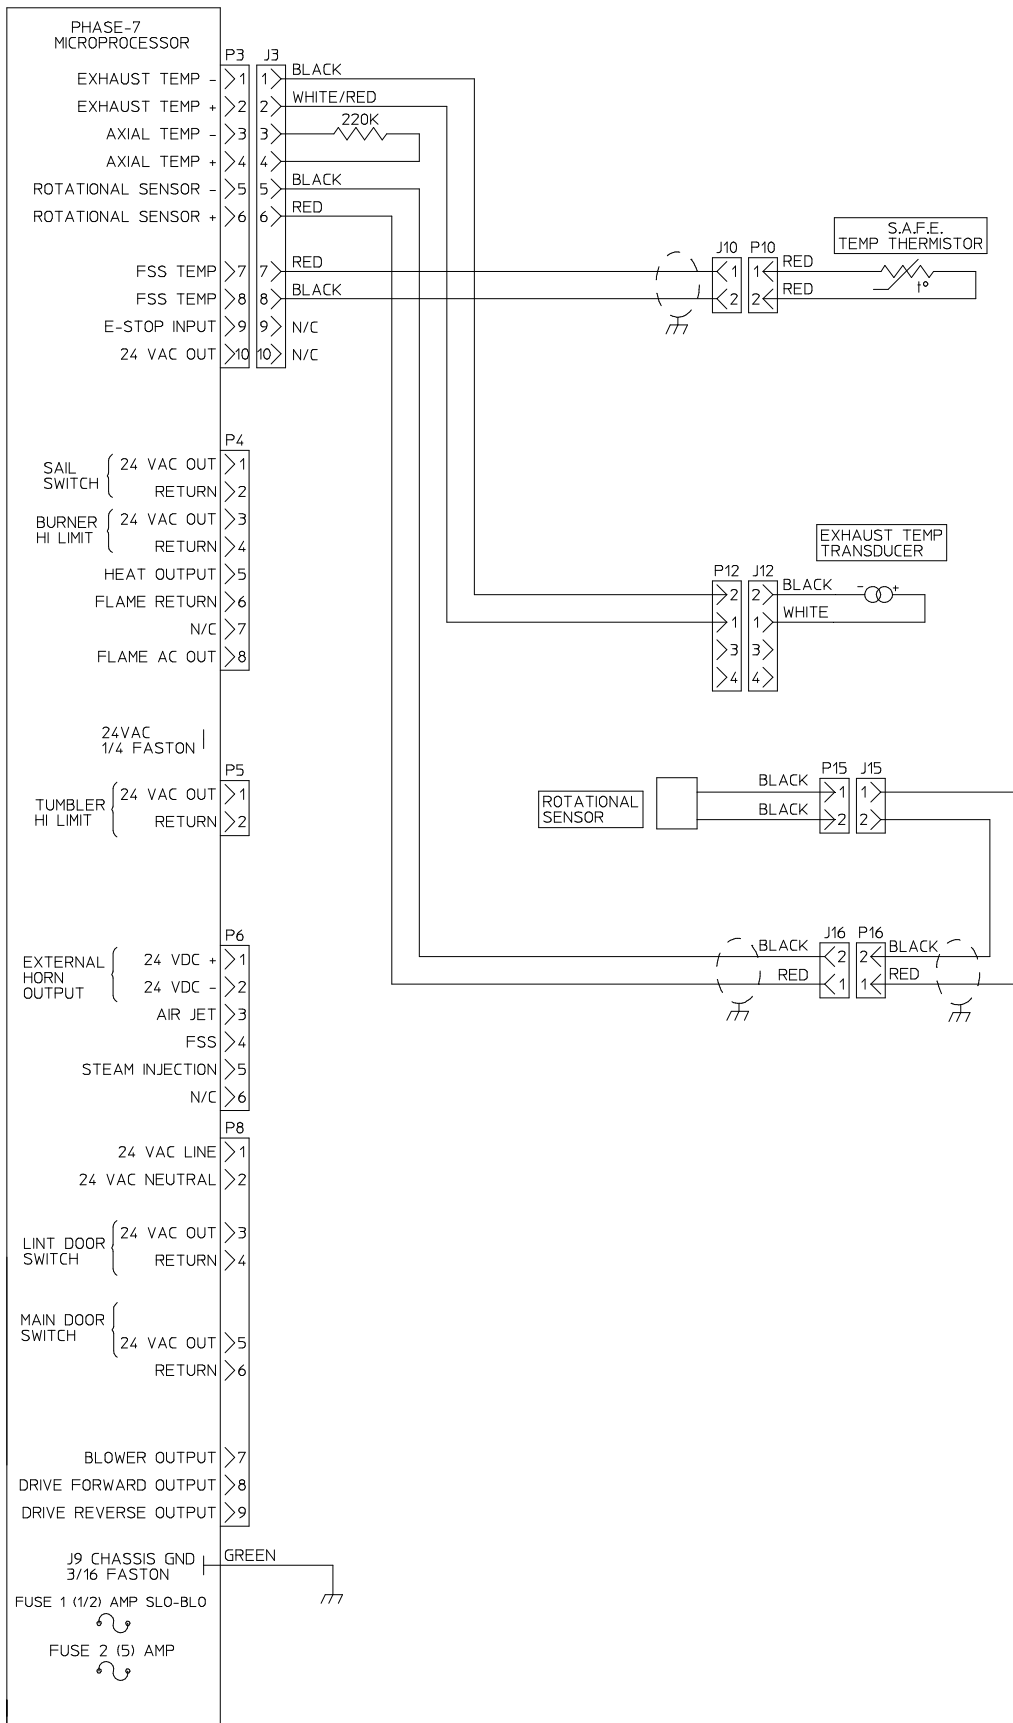 PHASE-7
MICROPROCESSOR
P3 J3
EXHAUST TEMP - 1 1 BLACK
EXHAUST TEMP + 2 2 WHITE/RED
AXIAL TEMP - 3 3 220K
AXIAL TEMP + 4 4
ROTATIONAL SENSOR - 5 5 BLACK
ROTATIONAL SENSOR + 6 6 RED
S.A.F.E.
TEMP THERMISTOR
J10 P10
FSS TEMP 7 7 RED 1 1 RED
FSS TEMP 8 8 BLACK 2 2 RED
t°
E-STOP INPUT 9 9 N/C
24 VAC OUT 10 10 N/C
P4
SAIL
SWITCH
24 VAC OUT 1
RETURN 2
BURNER
HI LIMIT
24 VAC OUT 3
RETURN 4
HEAT OUTPUT 5
FLAME RETURN 6
N/C 7
FLAME AC OUT 8
EXHAUST TEMP
TRANSDUCER
P12 J12
2 2 BLACK - +
1 1 WHITE
3 3
4 4
24VAC
1/4 FASTON
P5
TUMBLER
HI LIMIT
24 VAC OUT 1
RETURN 2
ROTATIONAL
SENSOR
P15 J15
BLACK 1 1
BLACK 2 2
P6
EXTERNAL
HORN
OUTPUT
24 VDC + 1
24 VDC - 2
AIR JET 3
FSS 4
STEAM INJECTION 5
N/C 6
J16 P16
BLACK 2 2 BLACK
RED 1 1 RED
P8
24 VAC LINE 1
24 VAC NEUTRAL 2
LINT DOOR
SWITCH
24 VAC OUT 3
RETURN 4
MAIN DOOR
SWITCH
24 VAC OUT 5
RETURN 6
BLOWER OUTPUT 7
DRIVE FORWARD OUTPUT 8
DRIVE REVERSE OUTPUT 9
J9 CHASSIS GND GREEN
3/16 FASTON
FUSE 1 (1/2) AMP SLO-BLO
FUSE 2 (5) AMP